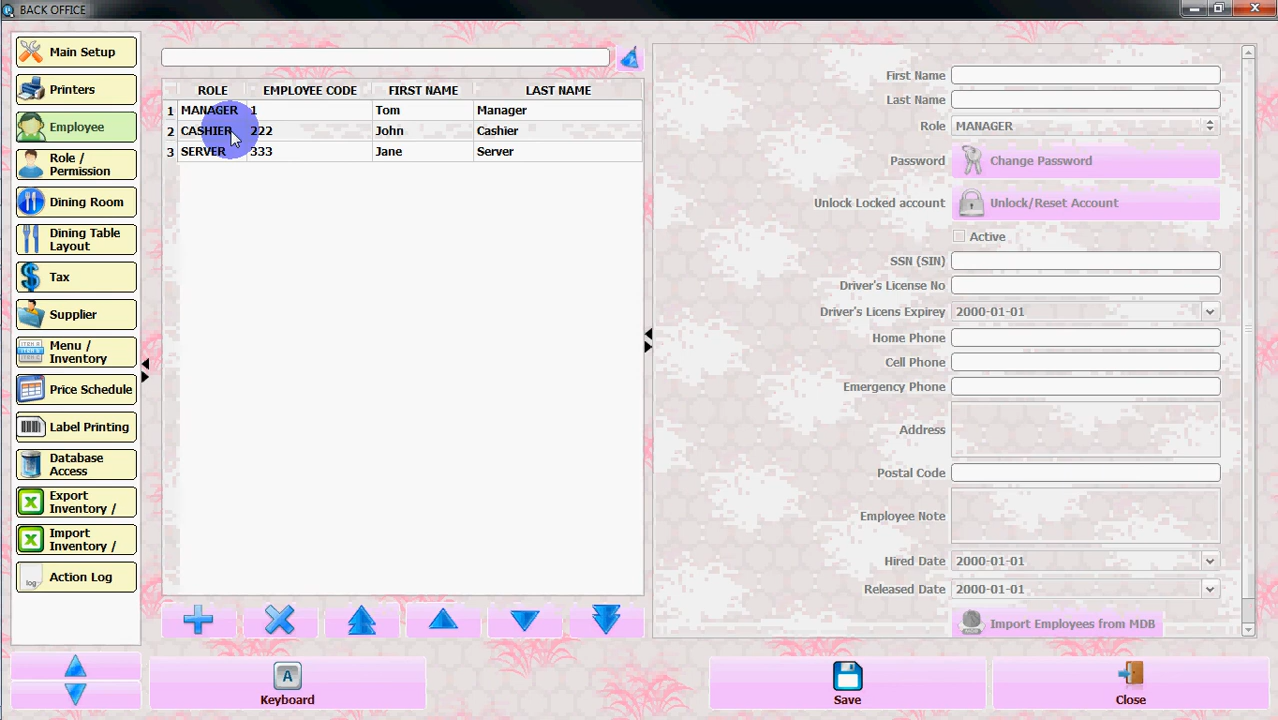 BACK OFFICE
Main Setup
Printers
Employee
Role /
Permission
Dining Room
Dining Table
Layout
Tax
Supplier
Menu /
Inventory
Price Schedule
Label Printing
Database
Access
Export
Inventory /
Import
Inventory /
Action Log
ROLE EMPLOYEE CODE FIRST NAME LAST NAME
1 MANAGER 1 Tom Manager
2 CASHIER 222 John Cashier
3 SERVER 333 Jane Server
First Name
Last Name
Role MANAGER
Password Change Password
Unlock Locked account Unlock/Reset Account
Active
SSN (SIN)
Driver's License No
Driver's Licens Expirey 2000-01-01
Home Phone
Cell Phone
Emergency Phone
Address
Postal Code
Employee Note
Hired Date 2000-01-01
Released Date 2000-01-01
Import Employees from MDB
A
Keyboard
Save
Close